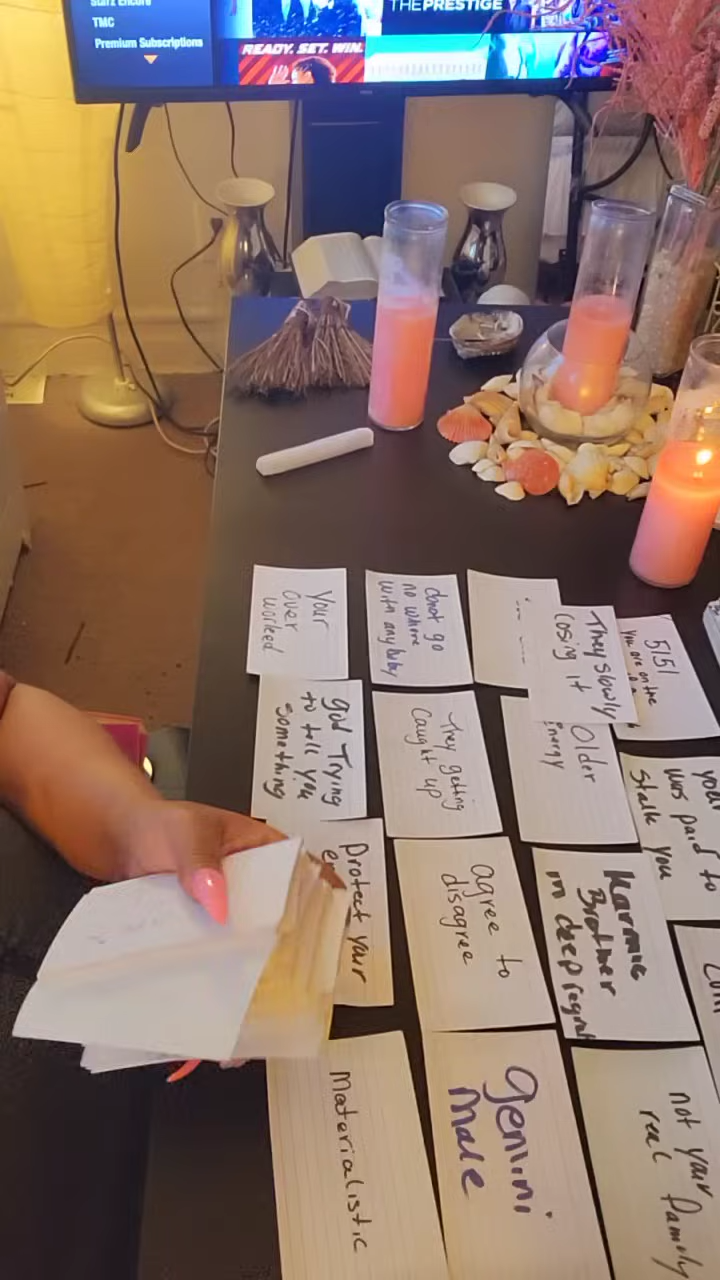 Starz Encore
TMC
Premium Subscriptions
THE PRESTIGE
READY. SET. WIN.
Your
over
worked
donot go
no where
with any body
They slowly
losing it
5151
You are on the
god Trying
to tell you
something
They getting
caught up
Older
Energy
your
was paid to
stalk you
Protect your
agree to
disagree
Karmic
Brother
in deep regret
Materialistic
gemini
male
not your
real family